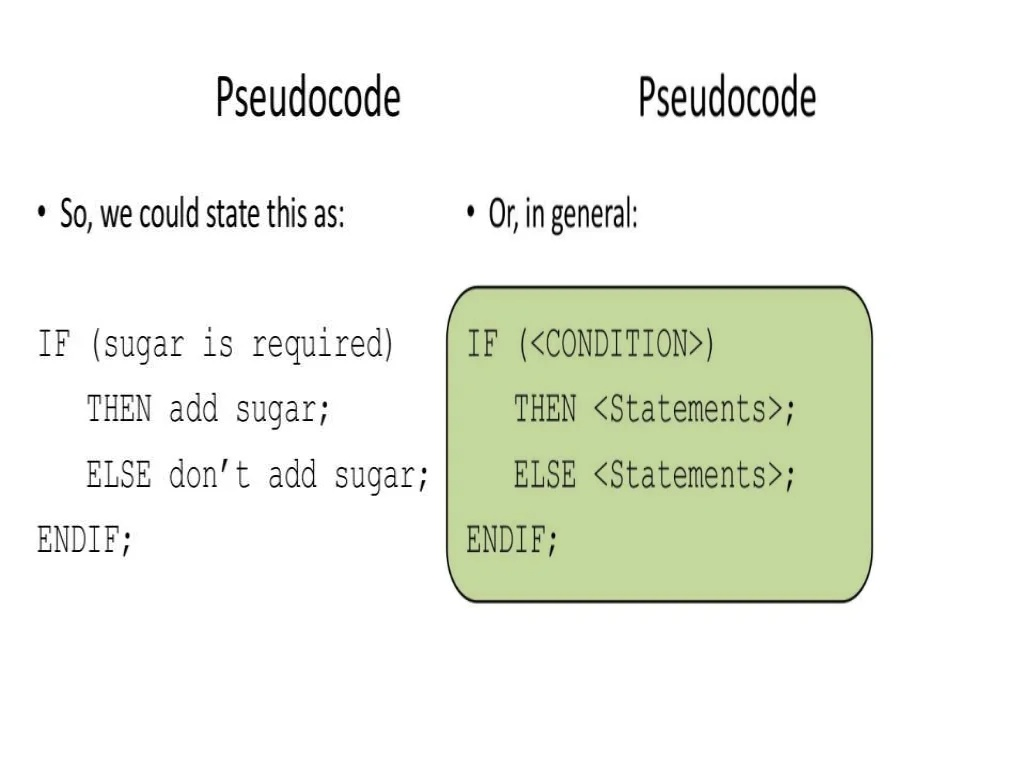 Pseudocode
• So, we could state this as:
IF (sugar is required)
THEN add sugar;
ELSE don’t add sugar;
ENDIF;
Pseudocode
• Or, in general:
IF (<CONDITION>)
THEN <Statements>;
ELSE <Statements>;
ENDIF;